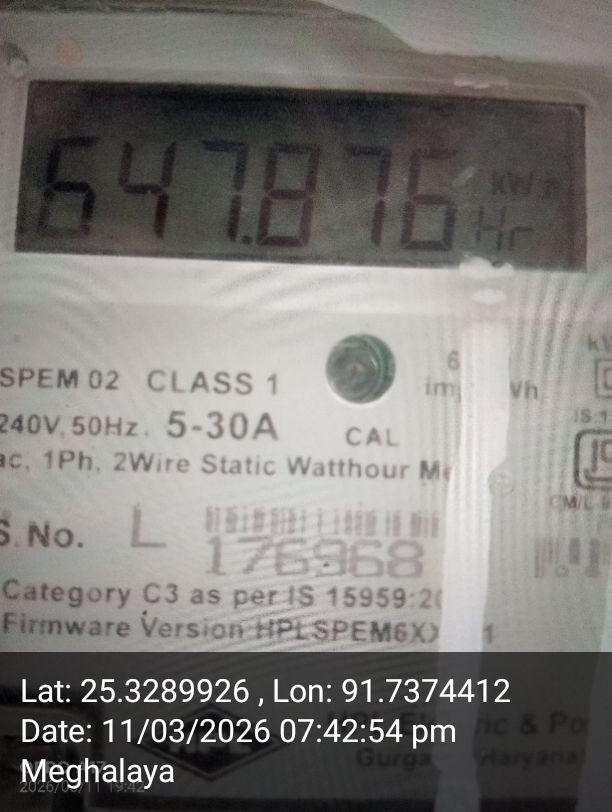 647.876 kWh
Hr
SPEM 02 CLASS 1
240V, 50Hz, 5-30A
CAL
ac, 1Ph, 2Wire Static Watthour
S. No. L 176968
Category C3 as per IS 15959:
Firmware Version HPLSPEM6XX
Lat: 25.3289926 , Lon: 91.7374412
Date: 11/03/2026 07:42:54 pm
Meghalaya